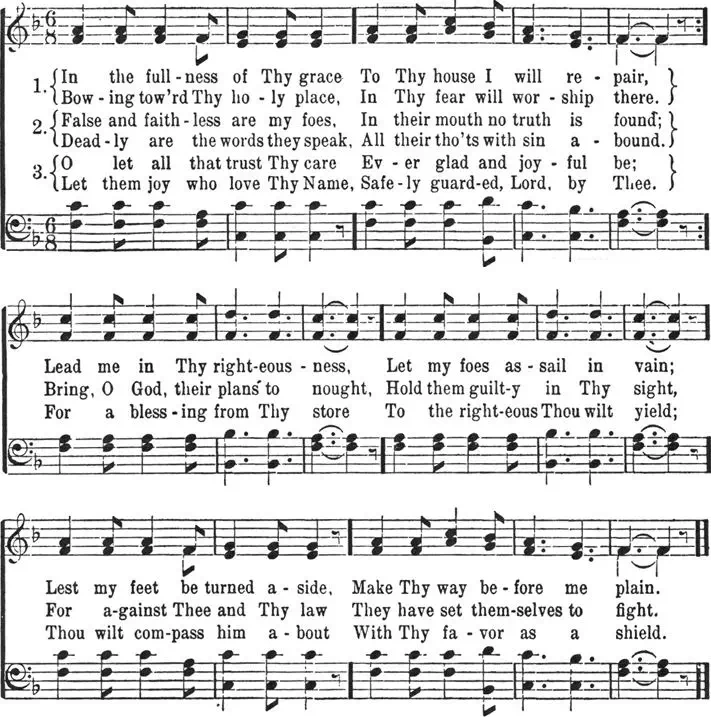 6 8
1. { In the full - ness of Thy grace To Thy house I will re - pair, }
Bow - ing tow'rd Thy ho - ly place, In Thy fear will wor - ship there. }
2. { False and faith - less are my foes, In their mouth no truth is found; }
Dead - ly are the words they speak, All their tho'ts with sin a - bound. }
3. { O let all that trust Thy care Ev - er glad and joy - ful be; }
Let them joy who love Thy Name, Safe - ly guard - ed, Lord, by Thee. }
6 8
Lead me in Thy right - eous - ness, Let my foes as - sail in vain;
Bring, O God, their plans to nought, Hold them guilt - y in Thy sight,
For a bless - ing from Thy store To the right - eous Thou wilt yield;
Lest my feet be turned a - side, Make Thy way be - fore me plain.
For a - gainst Thee and Thy law They have set them - selves to fight.
Thou wilt com - pass him a - bout With Thy fa - vor as a shield.